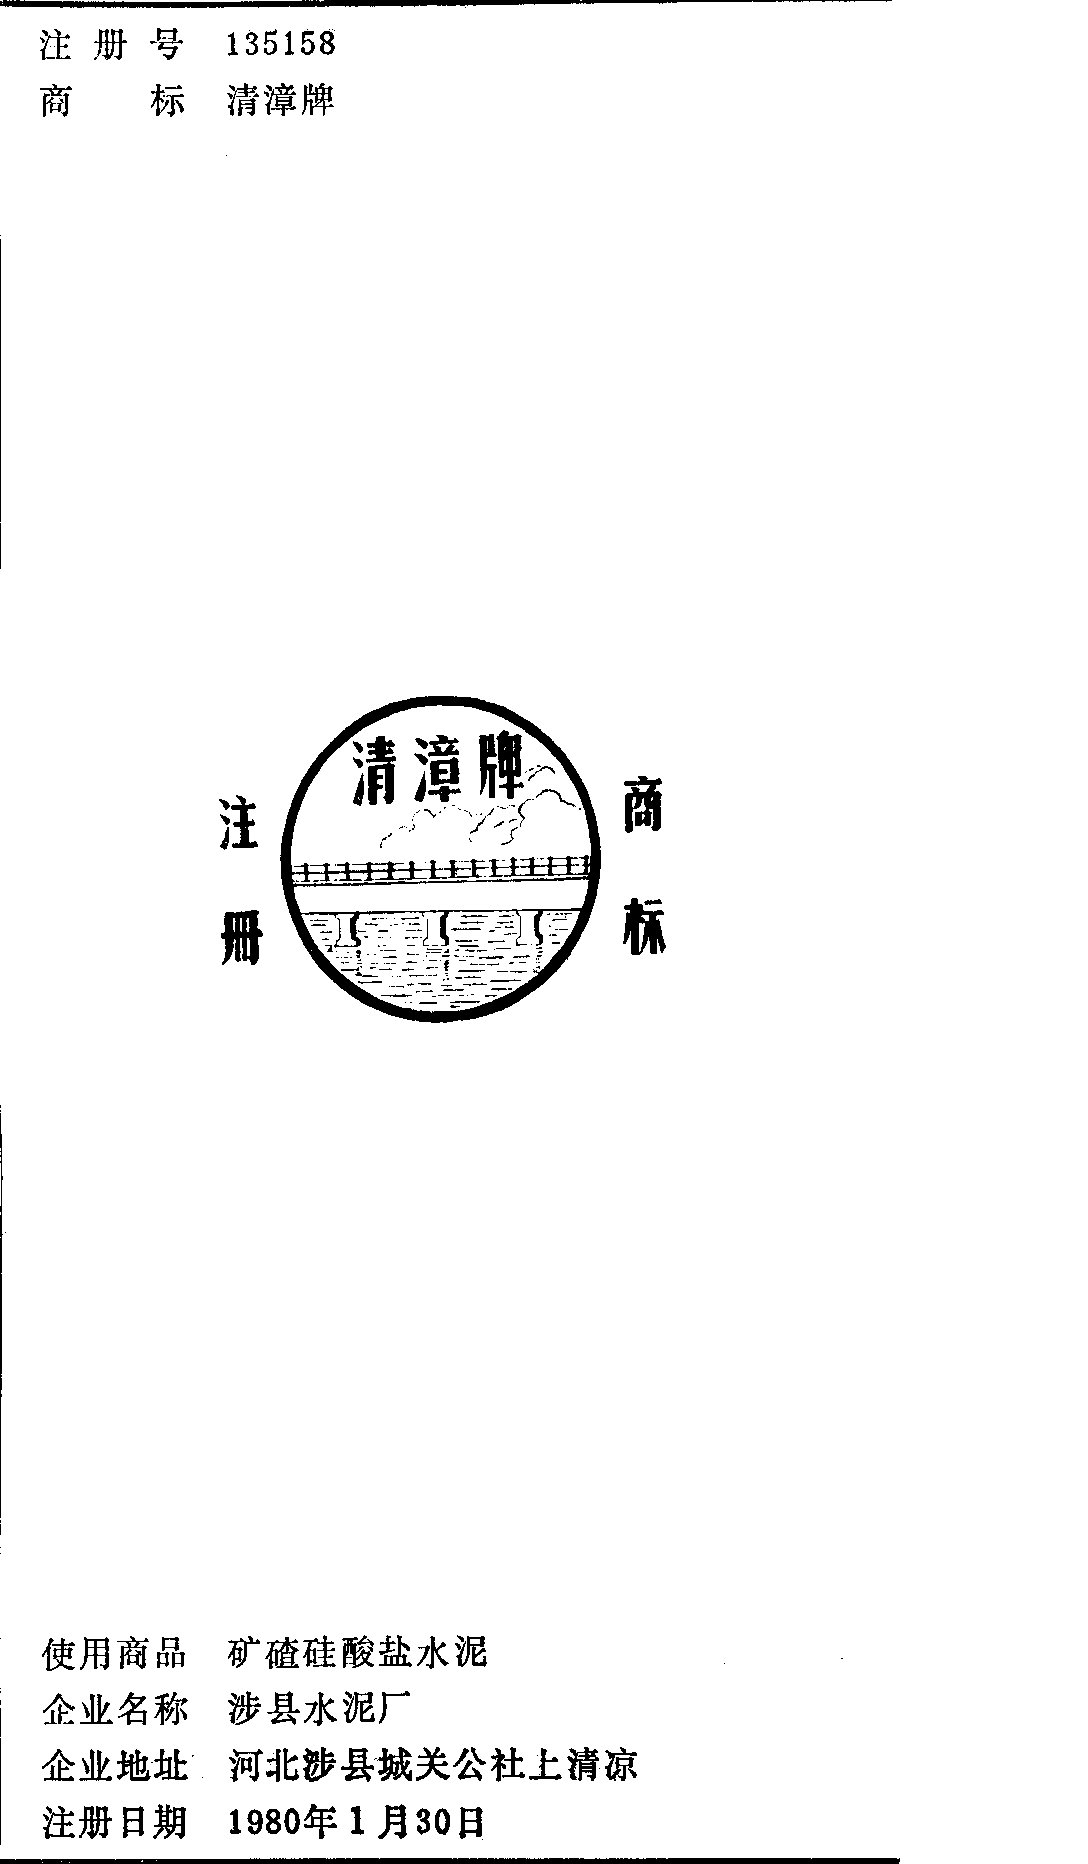 注册号 135158
商标 清漳牌
清漳牌
注册
商标
使用商品 矿碴硅酸盐水泥
企业名称 涉县水泥厂
企业地址 河北涉县城关公社上清凉
注册日期 1980年1月30日